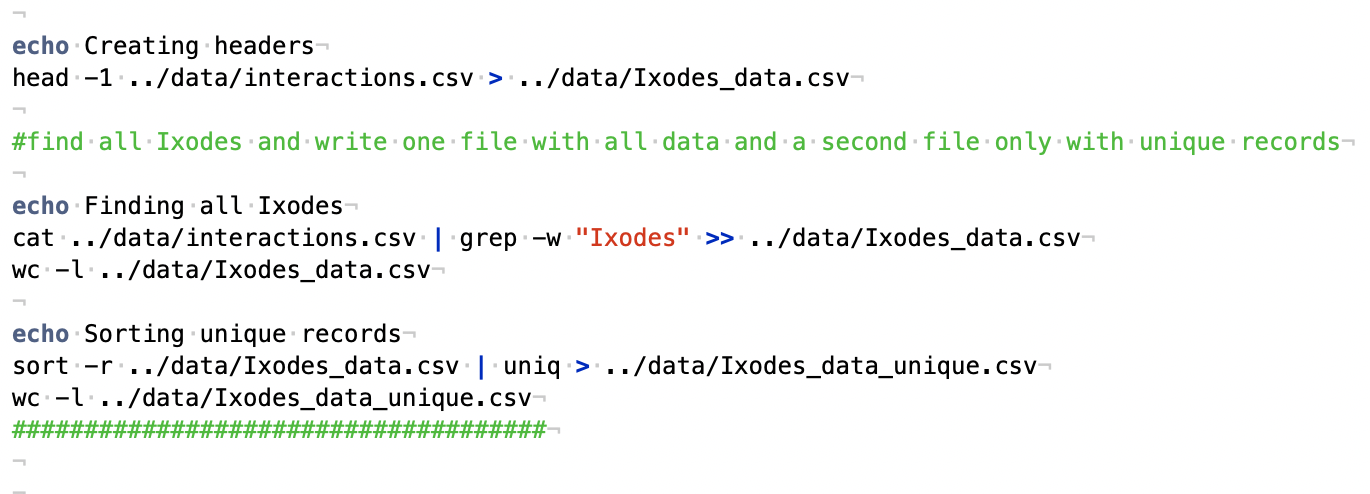 echo Creating headers
head -1 ../data/interactions.csv > ../data/Ixodes_data.csv
#find all Ixodes and write one file with all data and a second file only with unique records
echo Finding all Ixodes
cat ../data/interactions.csv | grep -w "Ixodes" >> ../data/Ixodes_data.csv
wc -l ../data/Ixodes_data.csv
echo Sorting unique records
sort -r ../data/Ixodes_data.csv | uniq > ../data/Ixodes_data_unique.csv
wc -l ../data/Ixodes_data_unique.csv
#####################################